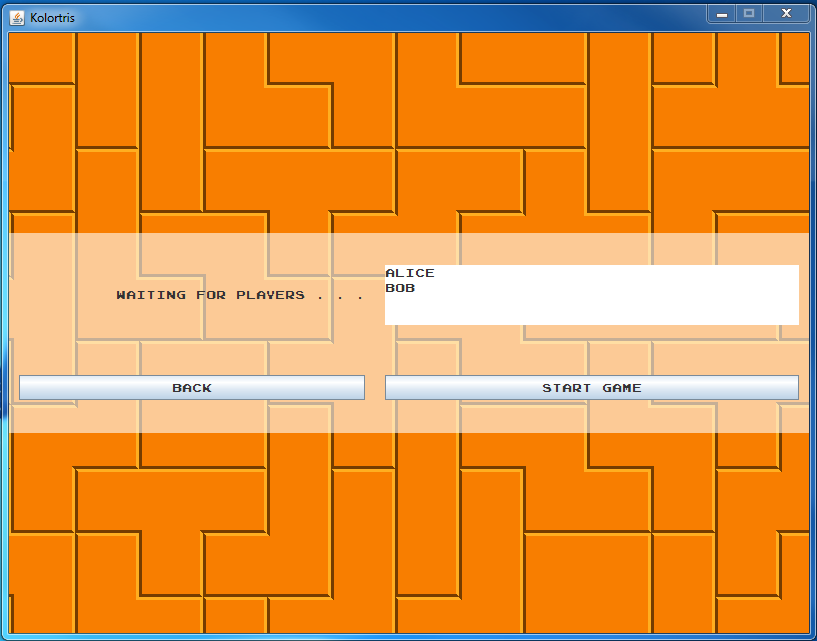 Kolortris
WAITING FOR PLAYERS . . .
ALICE
BOB
BACK
START GAME